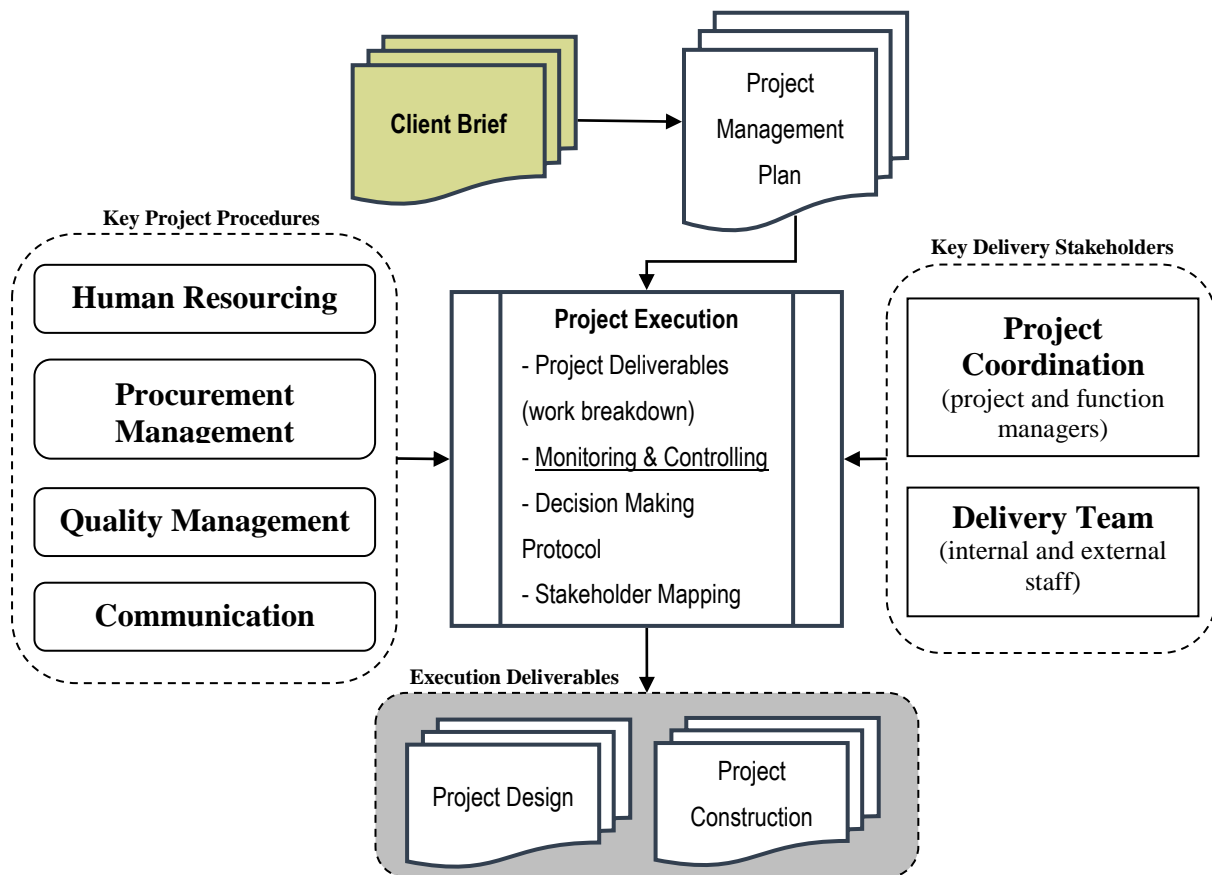 Client Brief
Project
Management
Plan
Key Project Procedures
Human Resourcing
Procurement
Management
Quality Management
Communication
Key Delivery Stakeholders
Project
Coordination
(project and function
managers)
Delivery Team
(internal and external
staff)
Project Execution
- Project Deliverables
(work breakdown)
- Monitoring & Controlling
- Decision Making
Protocol
- Stakeholder Mapping
Execution Deliverables
Project Design
Project
Construction